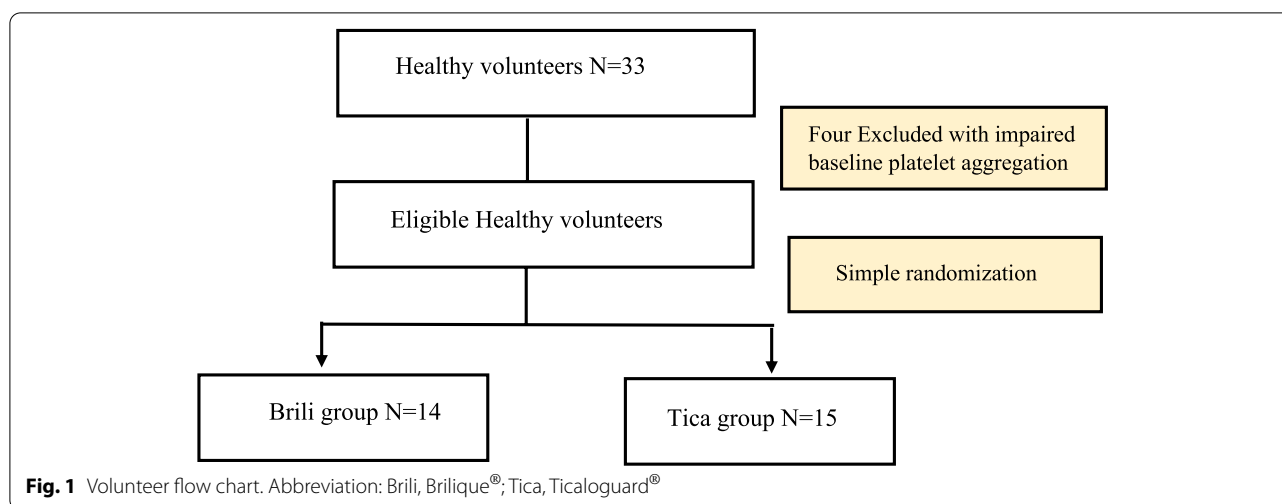 Healthy volunteers N=33
Four Excluded with impaired
baseline platelet aggregation
Eligible Healthy volunteers
Simple randomization
Brili group N=14
Tica group N=15
Fig. 1 Volunteer flow chart. Abbreviation: Brili, Brilique®; Tica, Ticaloguard®